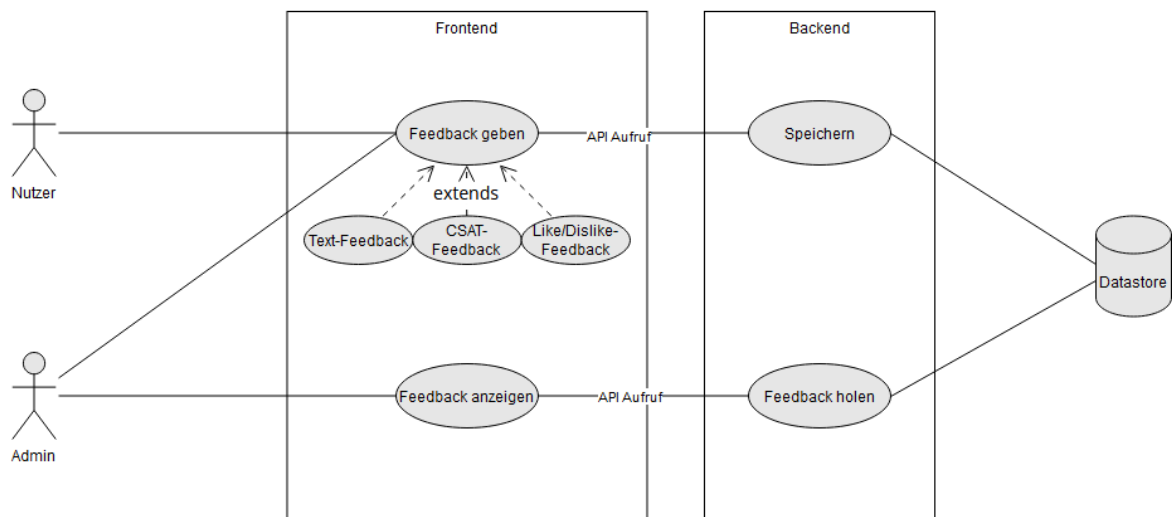 Frontend
Backend
Nutzer
Feedback geben
API Aufruf
Speichern
extends
Text-Feedback
CSAT-
Feedback
Like/Dislike-
Feedback
Datastore
Admin
Feedback anzeigen
API Aufruf
Feedback holen